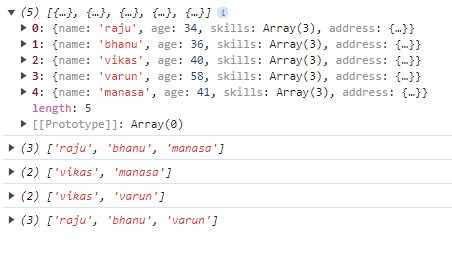 (5) [{…}, {…}, {…}, {…}, {…}] i
0: {name: 'raju', age: 34, skills: Array(3), address: {…}}
1: {name: 'bhanu', age: 36, skills: Array(3), address: {…}}
2: {name: 'vikas', age: 40, skills: Array(3), address: {…}}
3: {name: 'varun', age: 58, skills: Array(3), address: {…}}
4: {name: 'manasa', age: 41, skills: Array(3), address: {…}}
length: 5
[[Prototype]]: Array(0)
(3) ['raju', 'bhanu', 'manasa']
(2) ['vikas', 'manasa']
(2) ['vikas', 'varun']
(3) ['raju', 'bhanu', 'varun']